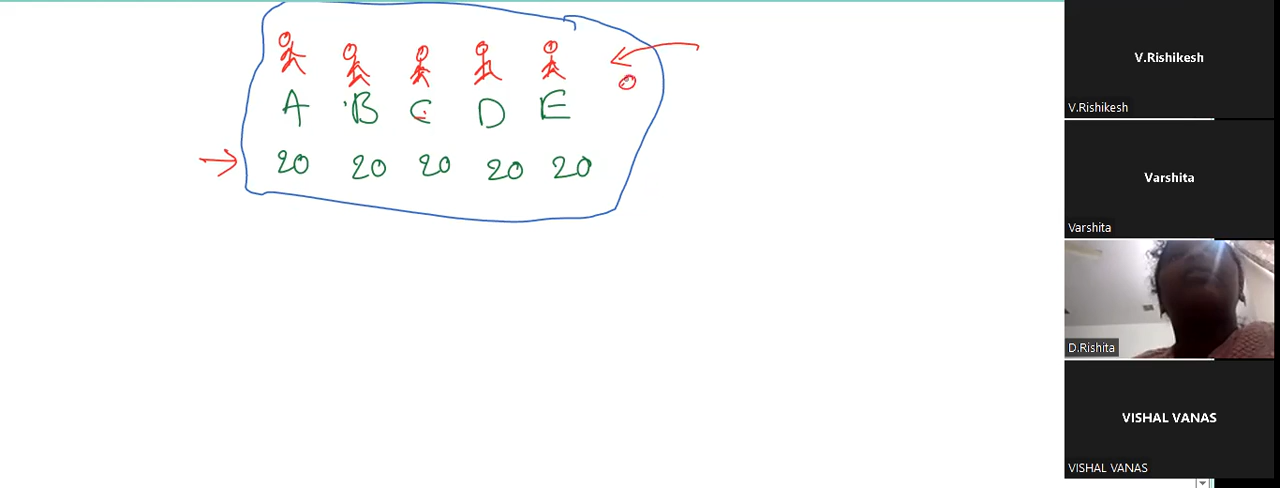 A B C D E
20 20 20 20 20
V.Rishikesh
V.Rishikesh
Varshita
Varshita
D.Rishita
VISHAL VANAS
VISHAL VANAS